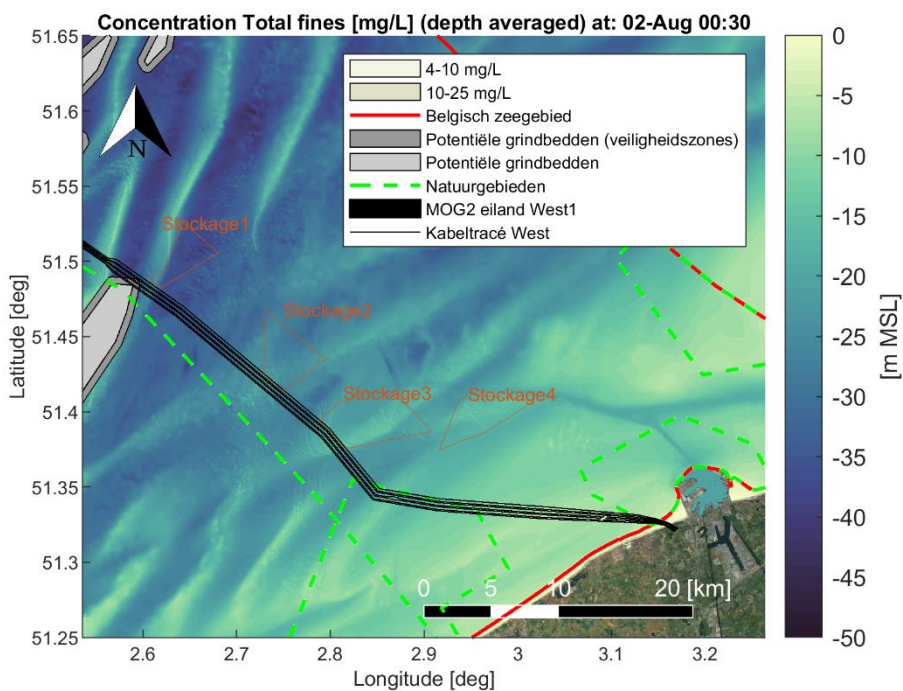 Concentration Total fines [mg/L] (depth averaged) at: 02-Aug 00:30
51.65
51.6
51.55
51.5
51.45
51.4
51.35
51.3
51.25
Latitude [deg]
N
4-10 mg/L
10-25 mg/L
Belgisch zeegebied
Potentiële grindbedden (veiligheidszones)
Potentiële grindbedden
Natuurgebieden
MOG2 eiland West1
Kabeltracé West
Stockage1
Stockage2
Stockage3
Stockage4
0 5 10 20 [km]
2.6 2.7 2.8 2.9 3 3.1 3.2
Longitude [deg]
0
-5
-10
-15
-20
-25
-30
-35
-40
-45
-50
[m MSL]